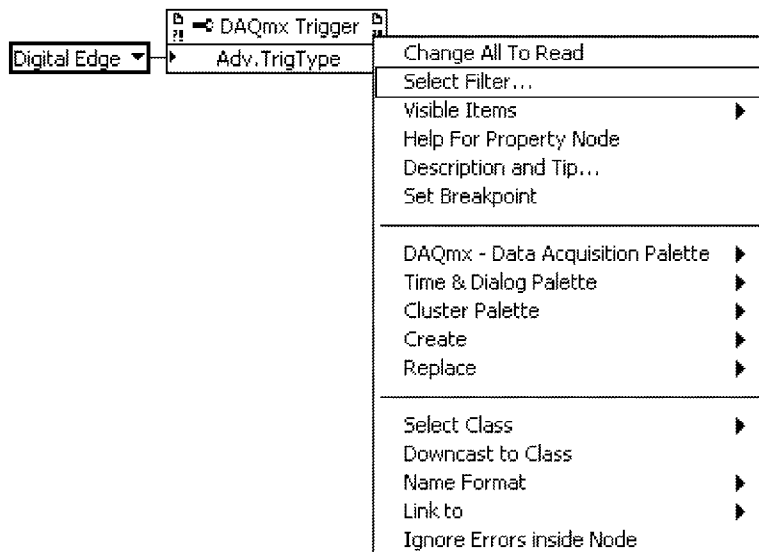 DAQmx Trigger
Digital Edge
Adv.TrigType
Change All To Read
Select Filter...
Visible Items
Help For Property Node
Description and Tip...
Set Breakpoint
DAQmx - Data Acquisition Palette
Time & Dialog Palette
Cluster Palette
Create
Replace
Select Class
Downcast to Class
Name Format
Link to
Ignore Errors inside Node